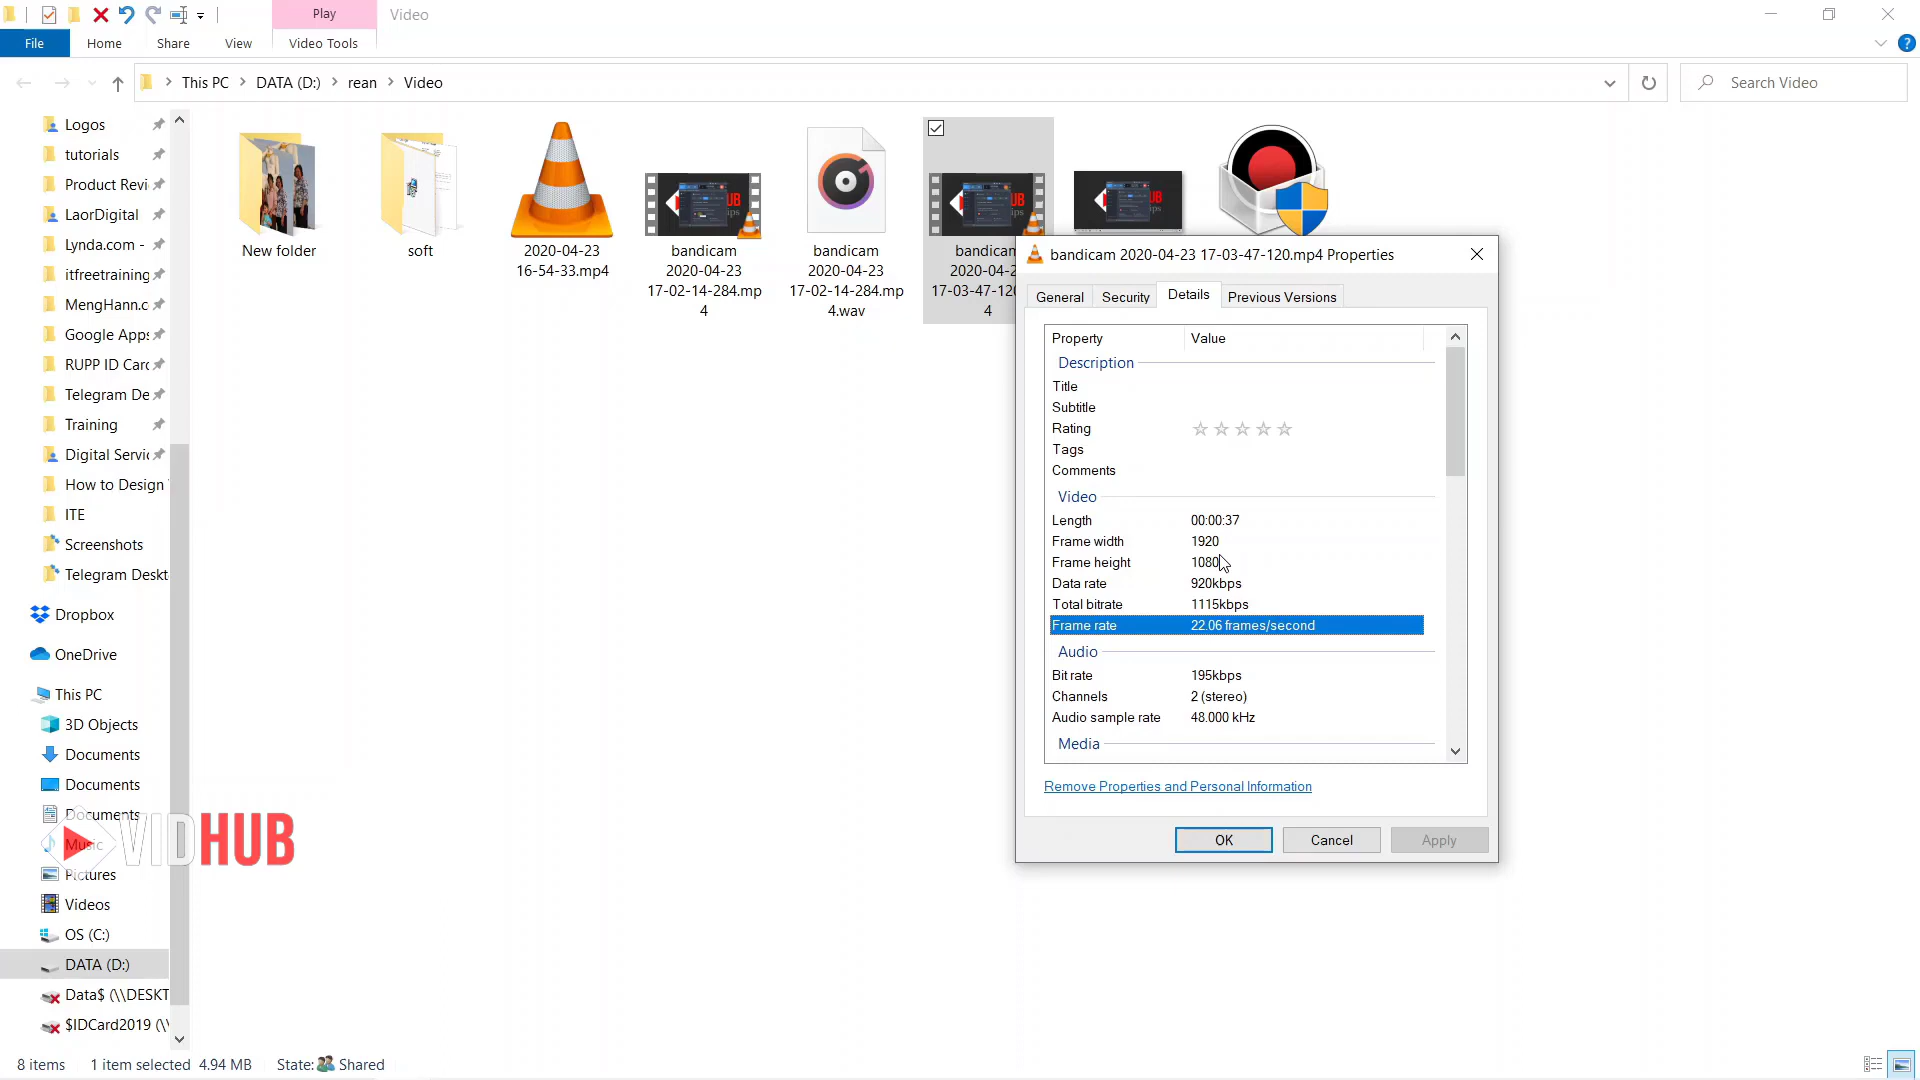 Play
Video
File
Home
Share
View
Video Tools
This PC
DATA (D:)
rean
Video
Search Video
Logos
tutorials
Product Revi
LaorDigital
Lynda.com -
itfreetraining
MengHann.c
Google Apps
RUPP ID Card
Telegram De
Training
Digital Servic
How to Design
ITE
Screenshots
Telegram Deskt
Dropbox
OneDrive
This PC
3D Objects
Documents
Documents
Documents
Music
Pictures
Videos
OS (C:)
DATA (D:)
Data$ (\\DESKT
$IDCard2019 (\\
VIDHUB
New folder
soft
2020-04-23
16-54-33.mp4
bandicam
2020-04-23
17-02-14-284.mp
4
bandicam
2020-04-23
17-02-14-284.mp
4.wav
bandicam
2020-04-2
17-03-47-120
4
bandicam 2020-04-23 17-03-47-120.mp4 Properties
General
Security
Details
Previous Versions
Property Value
Description
Title
Subtitle
Rating
Tags
Comments
Video
Length 00:00:37
Frame width 1920
Frame height 1080
Data rate 920kbps
Total bitrate 1115kbps
Frame rate 22.06 frames/second
Audio
Bit rate 195kbps
Channels 2 (stereo)
Audio sample rate 48.000 kHz
Media
Remove Properties and Personal Information
OK
Cancel
Apply
8 items
1 item selected 4.94 MB
State: Shared